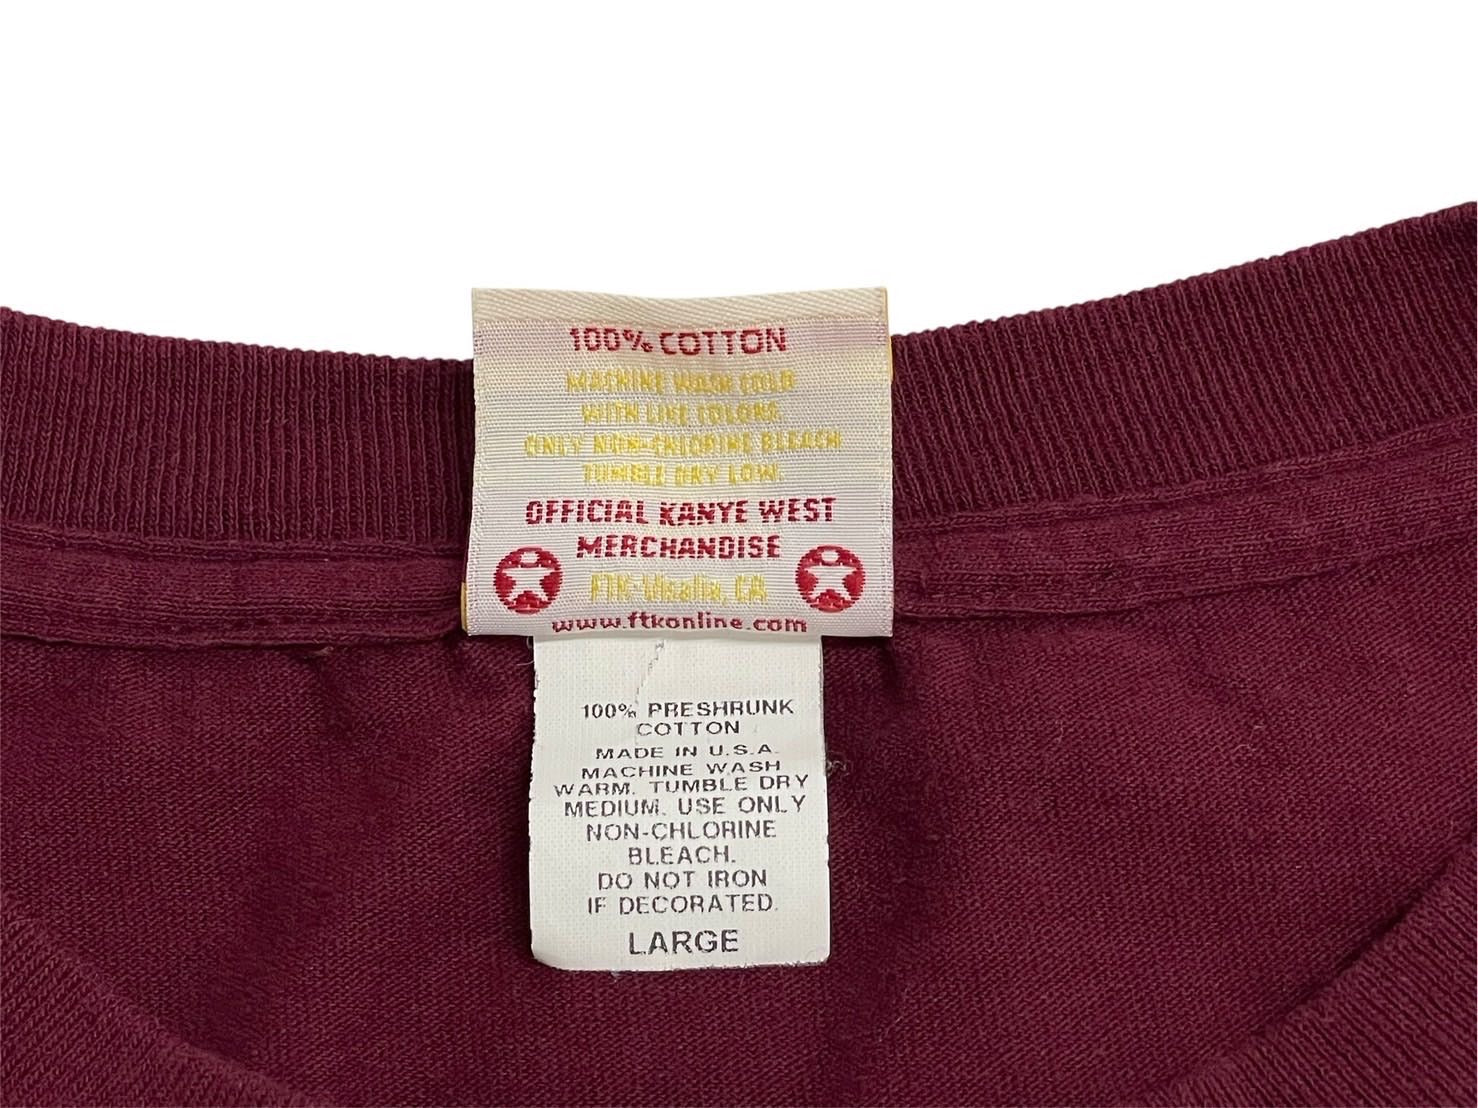 100% COTTON
MACHINE WASH COLD
WITH LIKE COLORS.
ONLY NON-CHLORINE BLEACH
TUMBLE DRY LOW.
OFFICIAL KANYE WEST
MERCHANDISE
FTK-Visalia, CA
www.ftkonline.com
100% PRESHRUNK
COTTON
MADE IN U.S.A.
MACHINE WASH
WARM. TUMBLE DRY
MEDIUM. USE ONLY
NON-CHLORINE
BLEACH.
DO NOT IRON
IF DECORATED.
LARGE